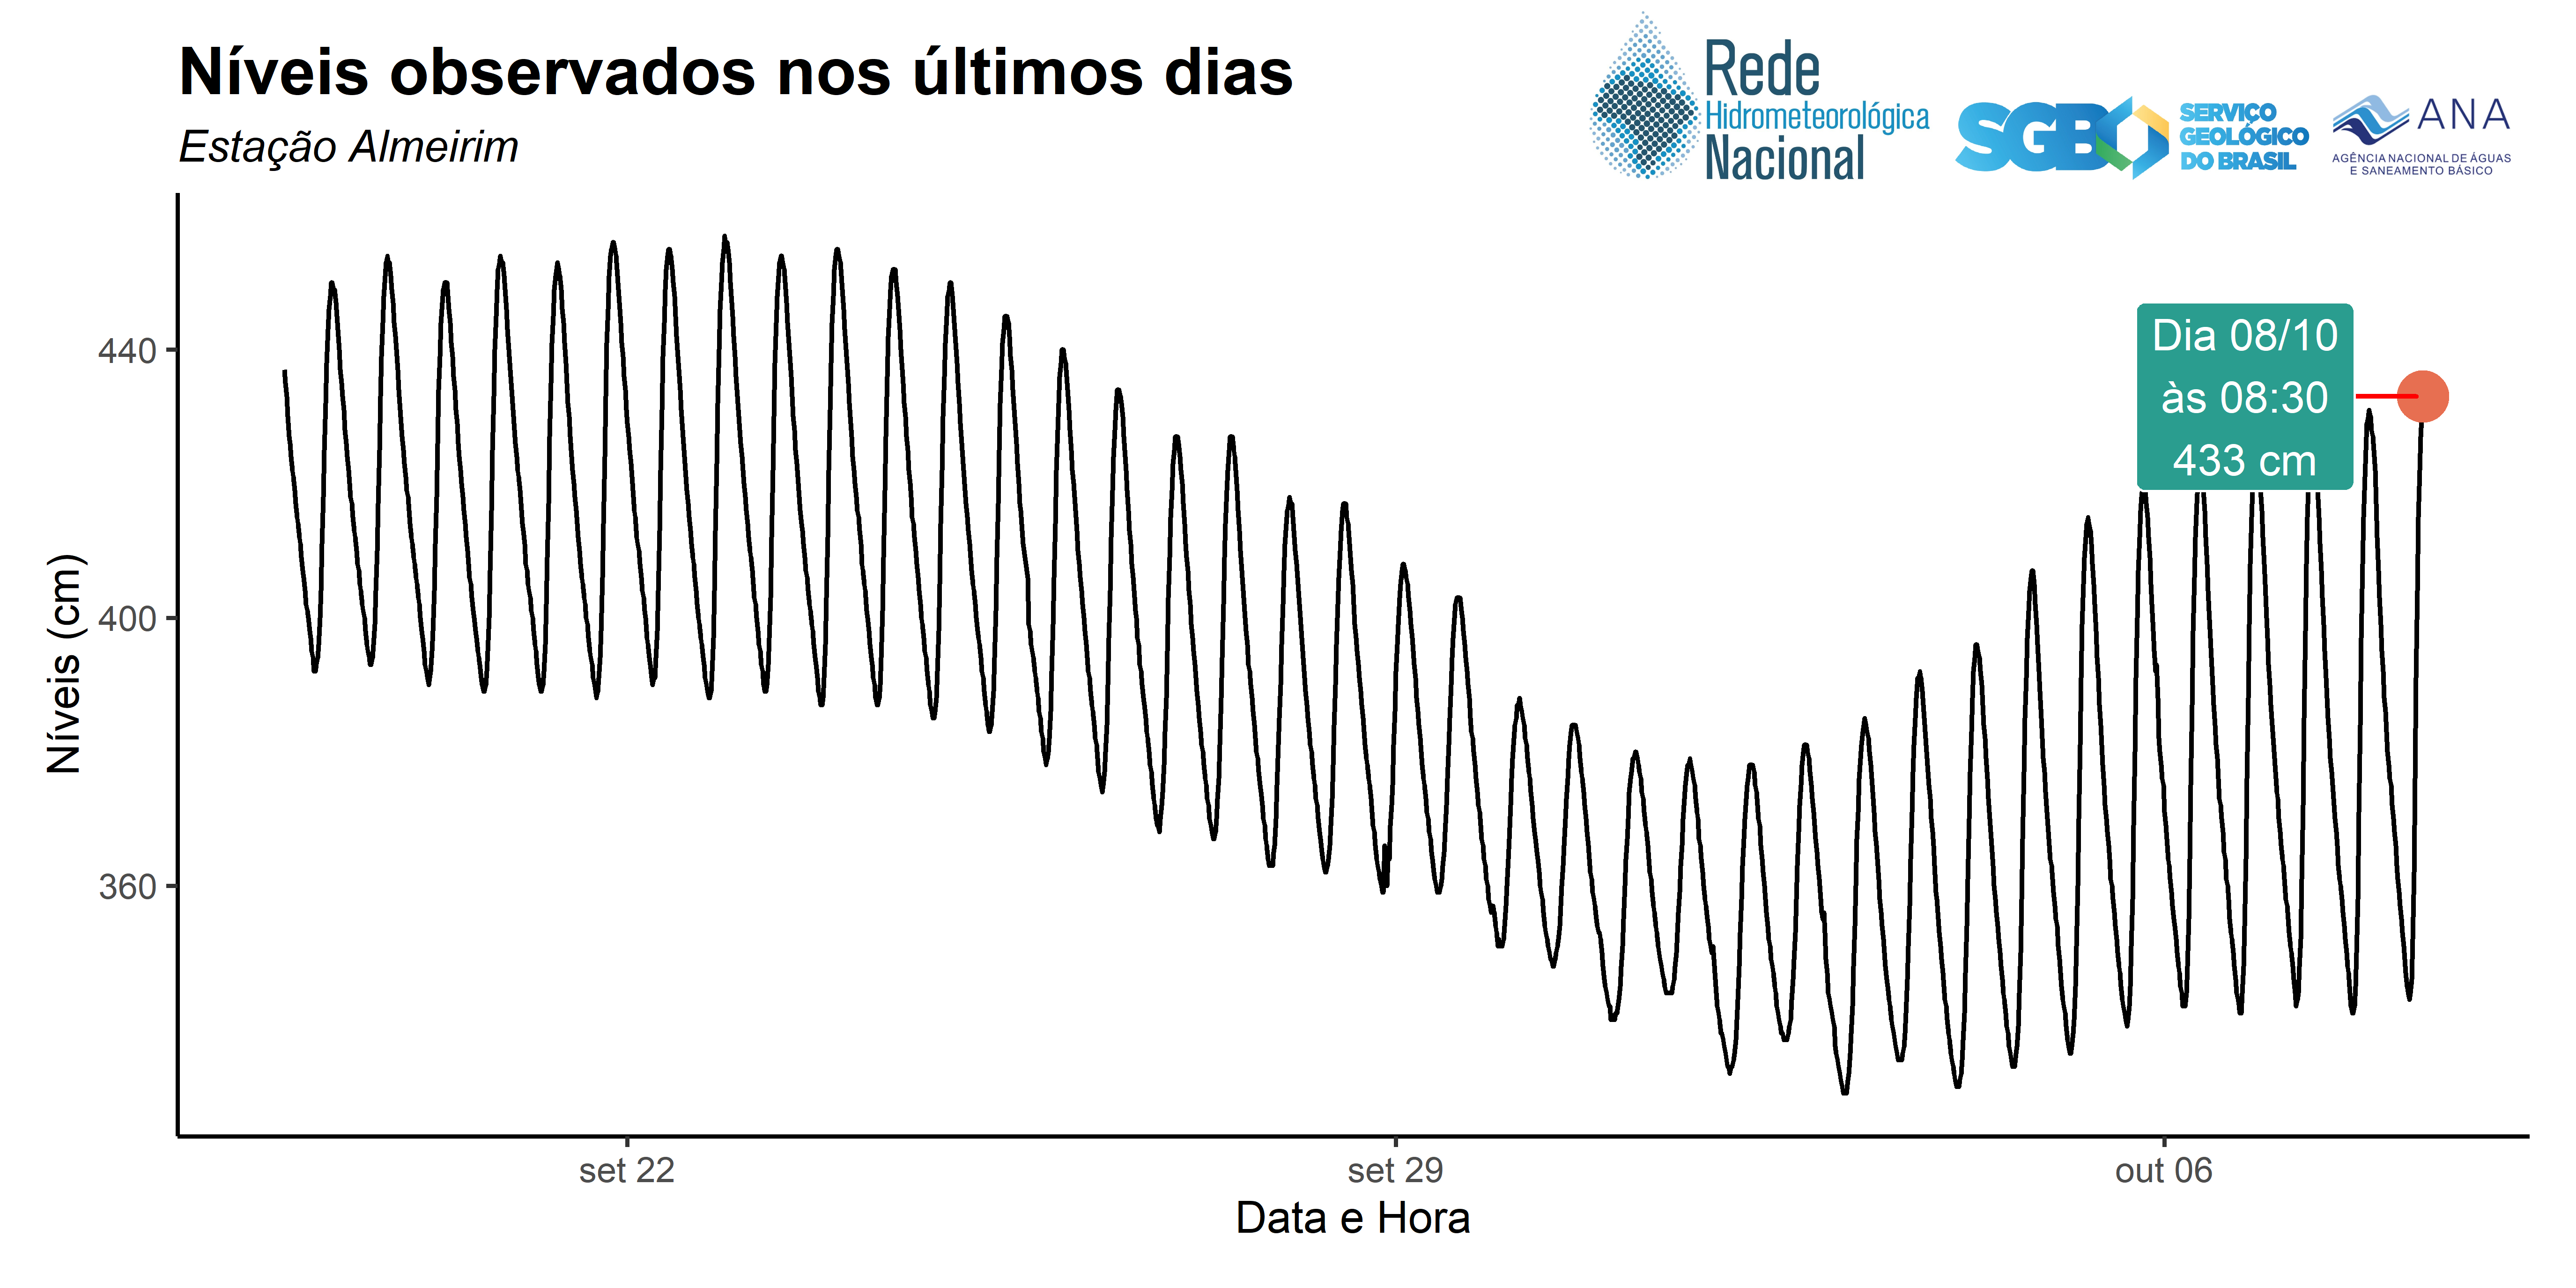 Níveis observados nos últimos dias
Estação Almeirim
Rede
Hidrometeorológica
Nacional
SGB
SERVIÇO
GEOLÓGICO
DO BRASIL
ANA
AGÊNCIA NACIONAL DE ÁGUAS
E SANEAMENTO BÁSICO
Níveis (cm)
440
400
360
Dia 08/10
às 08:30
433 cm
set 22
set 29
out 06
Data e Hora